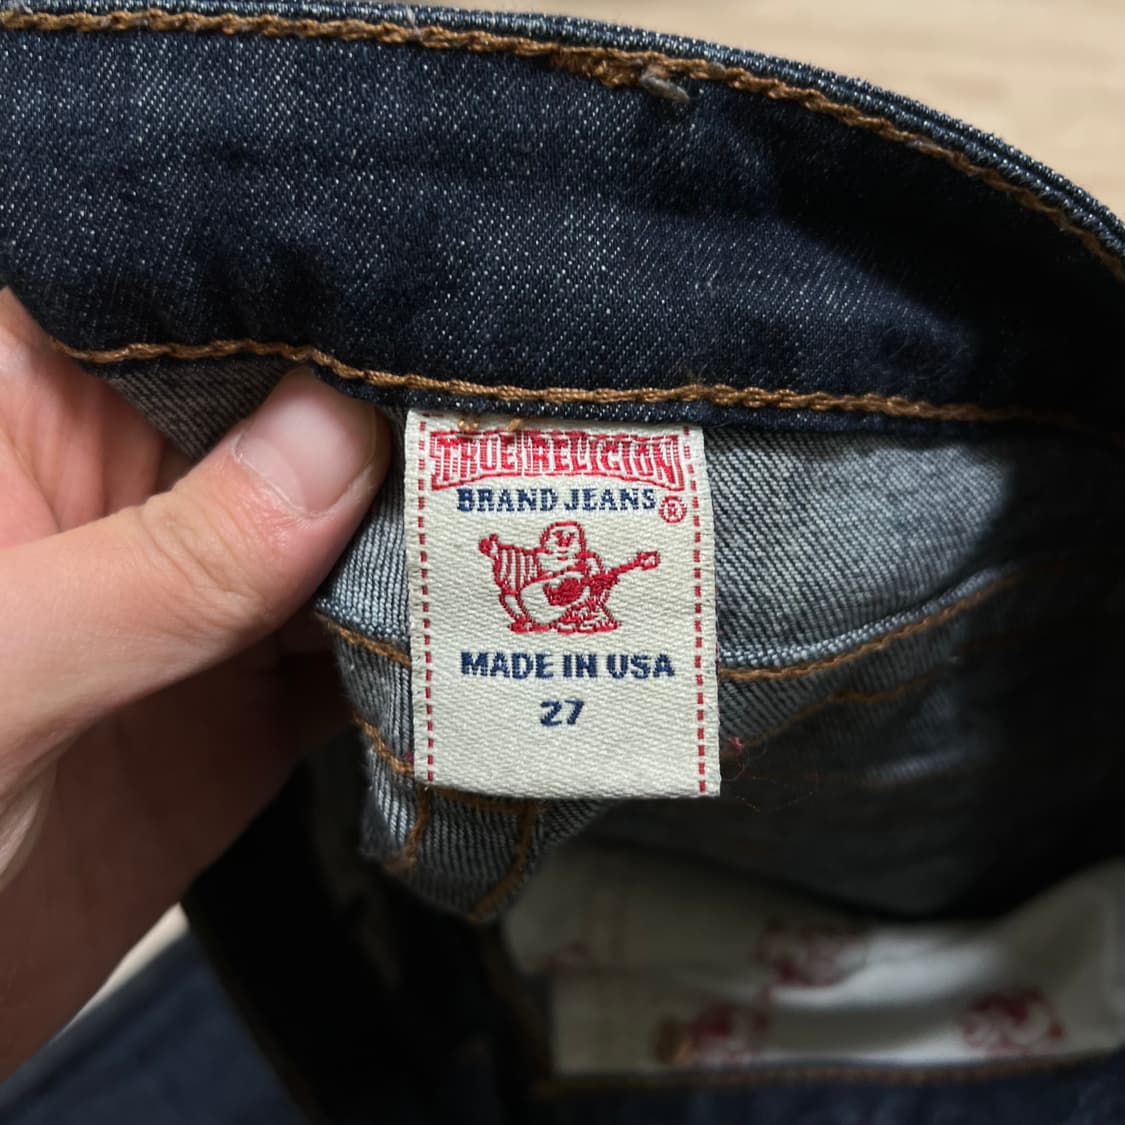 TRUE RELIGION
BRAND JEANS®
MADE IN USA
27